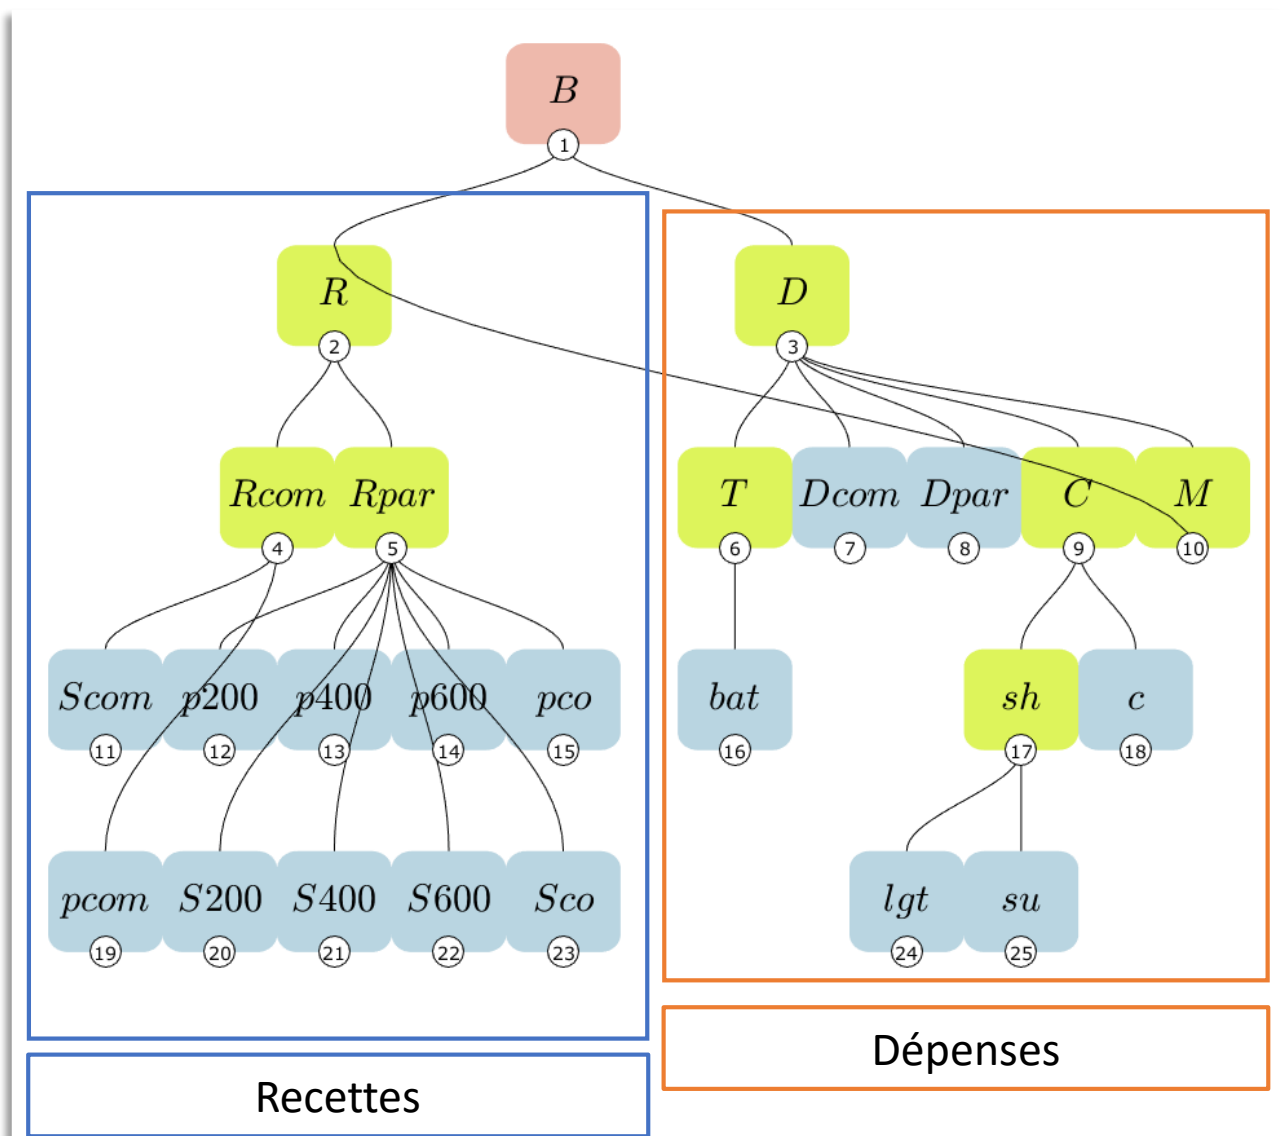 B
1
R
D
2
3
Rcom Rpar
T Dcom Dpar C M
4 5
6 7 8 9 10
Scom p200 p400 p600 pco
bat sh c
11 12 13 14 15
16 17 18
pcom S200 S400 S600 Sco
lgt su
19 20 21 22 23
24 25
Dépenses
Recettes